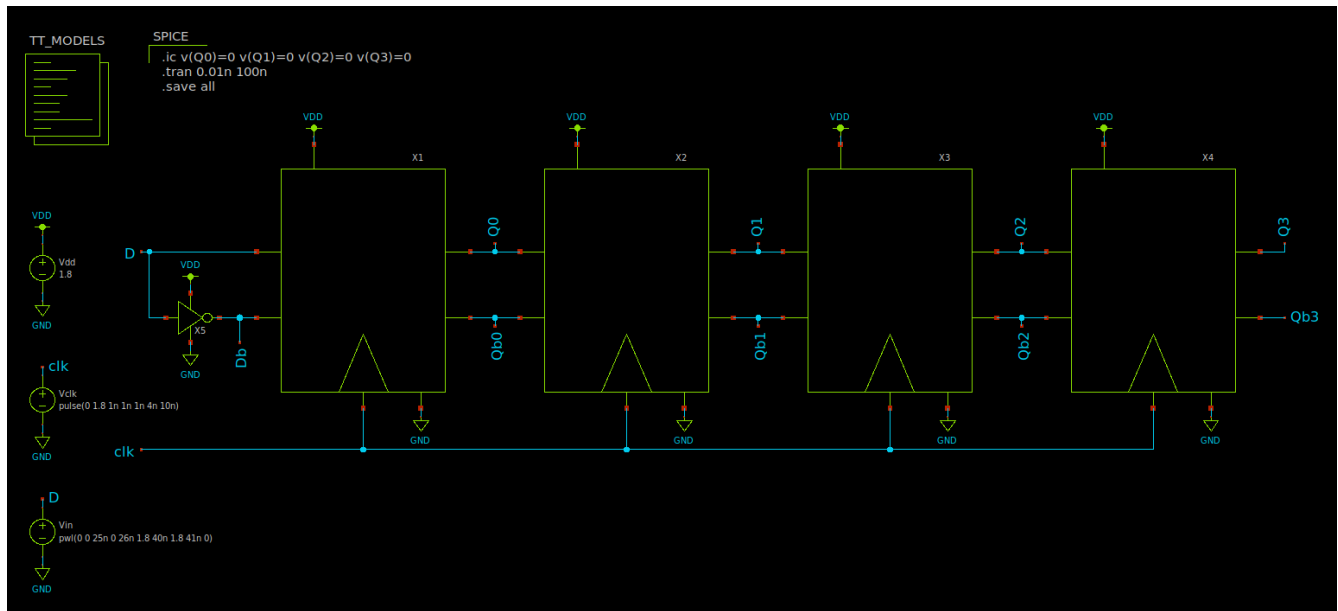 TT_MODELS
SPICE
.ic v(Q0)=0 v(Q1)=0 v(Q2)=0 v(Q3)=0
.tran 0.01n 100n
.save all
VDD
VDD
VDD
VDD
X1
X2
X3
X4
VDD
Vdd
1.8
GND
D
VDD
X5
GND
Db
Q0
Qb0
Q1
Qb1
Q2
Qb2
Q3
Qb3
clk
Vclk
pulse(0 1.8 1n 1n 1n 4n 10n)
GND
GND
GND
GND
GND
clk
D
Vin
pwl(0 0 25n 0 26n 1.8 40n 1.8 41n 0)
GND